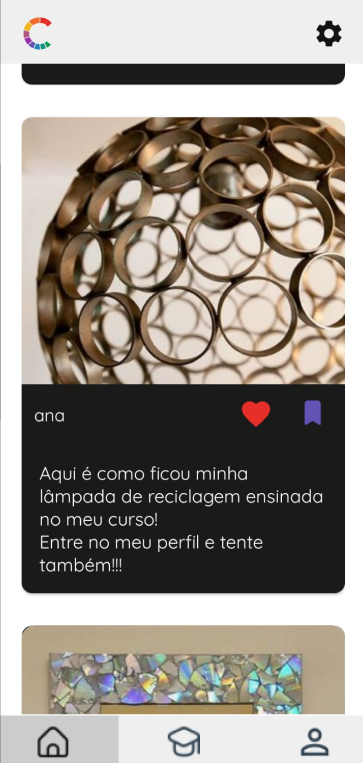 ana
Aqui é como ficou minha
lâmpada de reciclagem ensinada
no meu curso!
Entre no meu perfil e tente
também!!!